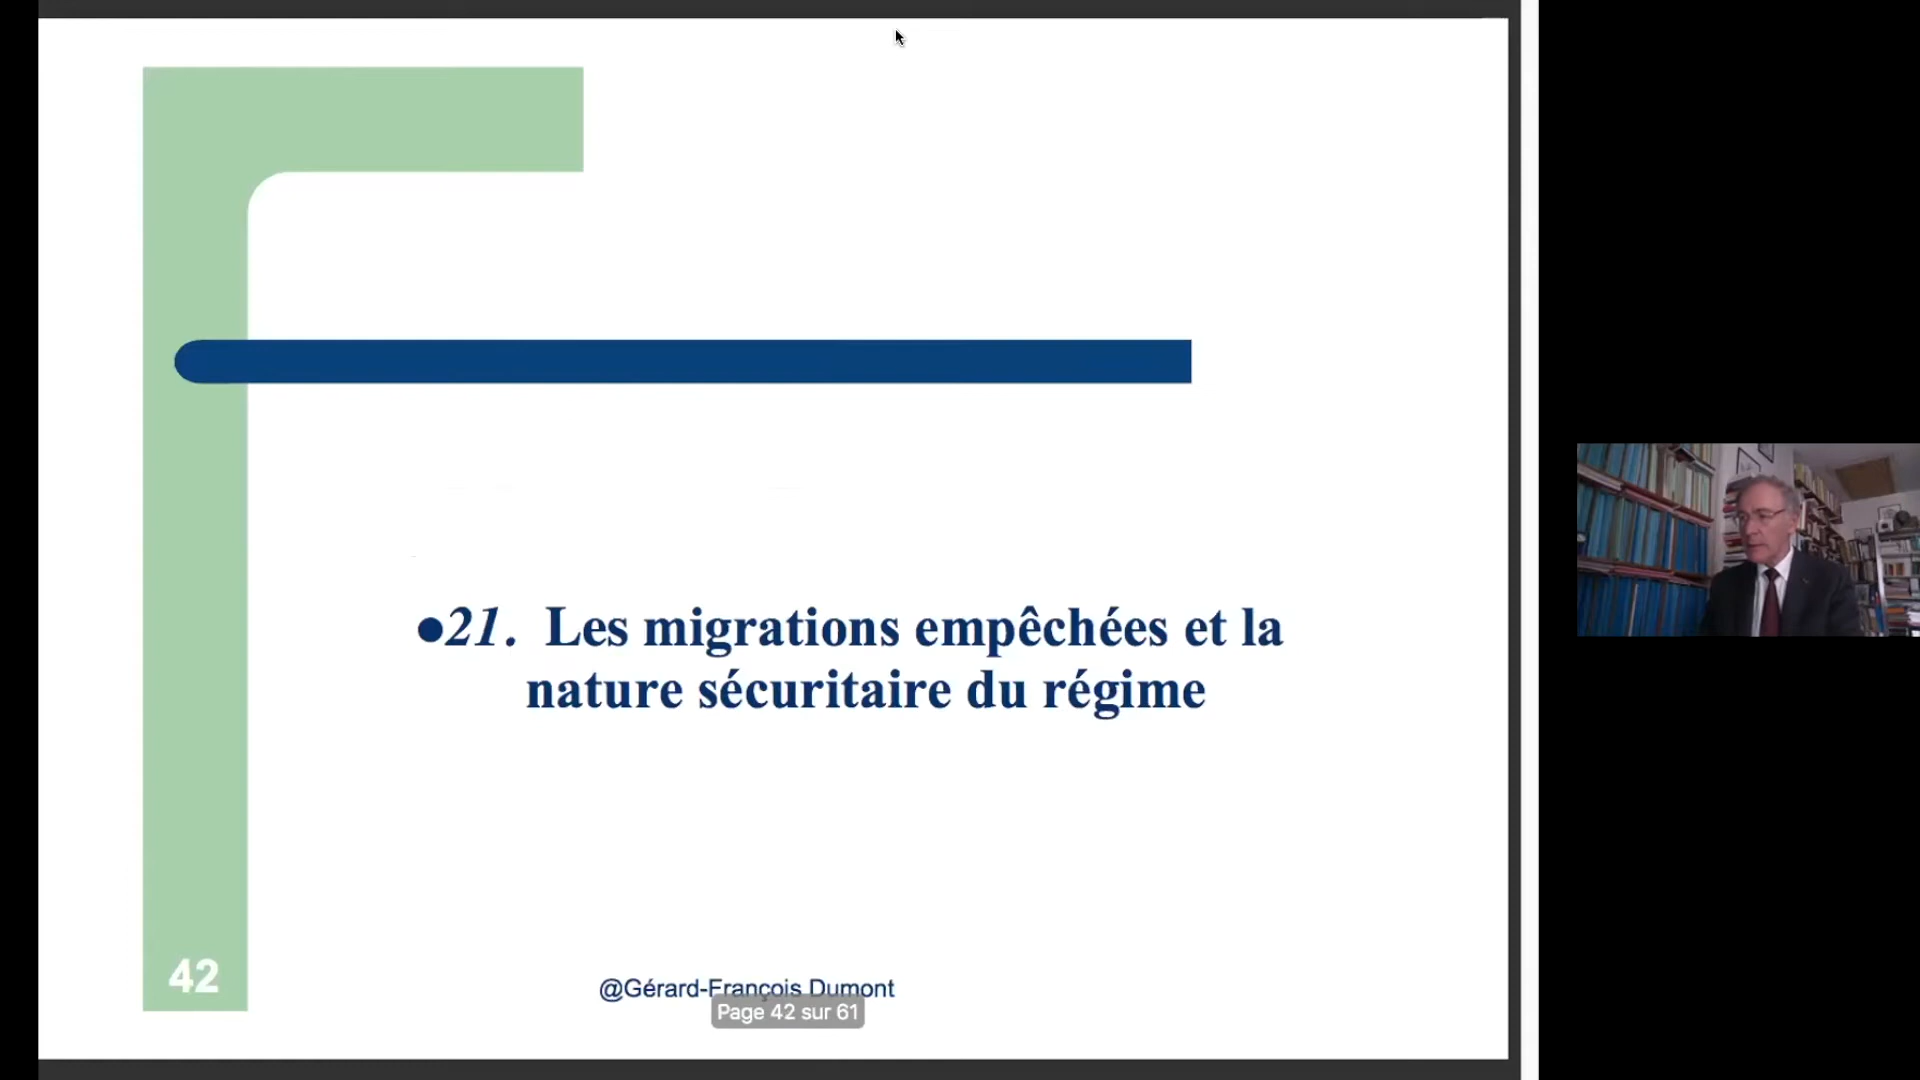 ●21. Les migrations empêchées et la
nature sécuritaire du régime
42
@Gérard-François Dumont
Page 42 sur 61